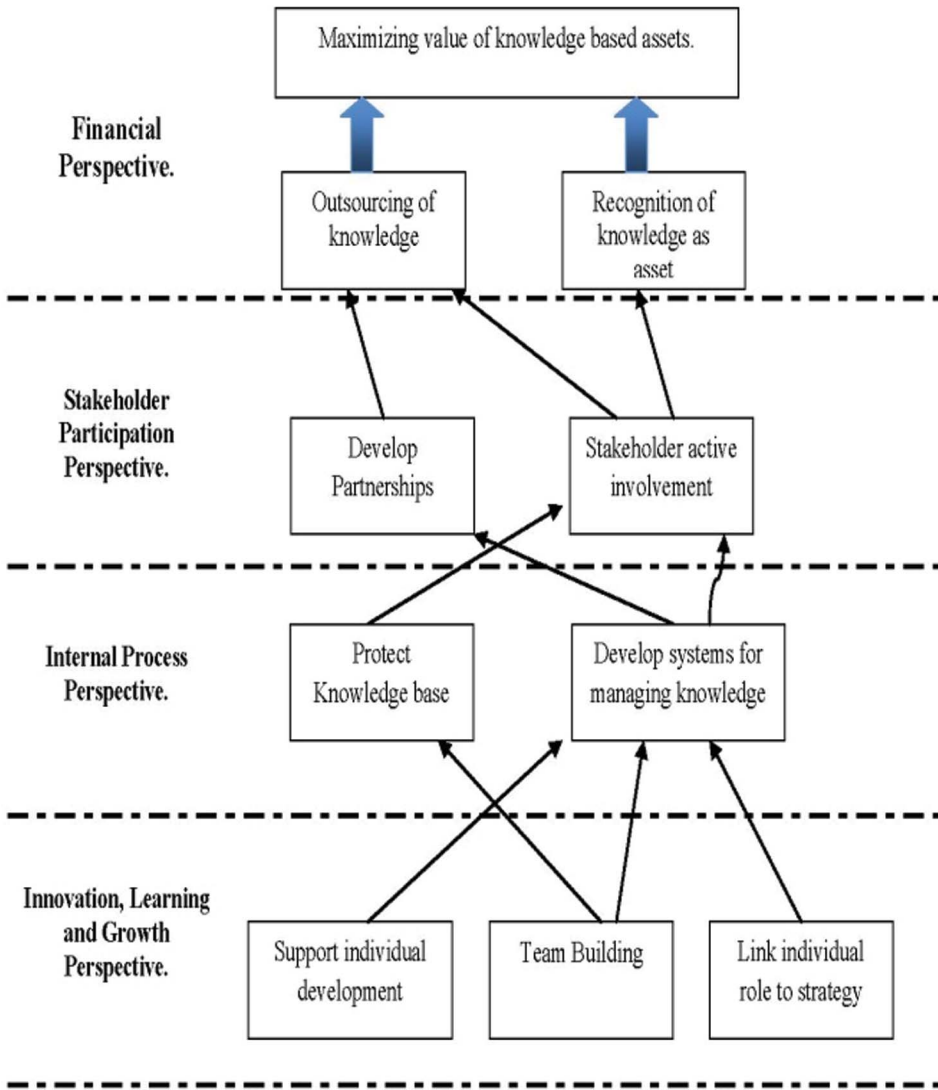 Maximizing value of knowledge based assets.
Financial
Perspective.
Outsourcing of
knowledge
Recognition of
knowledge as
asset
Stakeholder
Participation
Perspective.
Develop
Partnerships
Stakeholder active
involvement
Internal Process
Perspective.
Protect
Knowledge base
Develop systems for
managing knowledge
Innovation, Learning
and Growth
Perspective.
Support individual
development
Team Building
Link individual
role to strategy